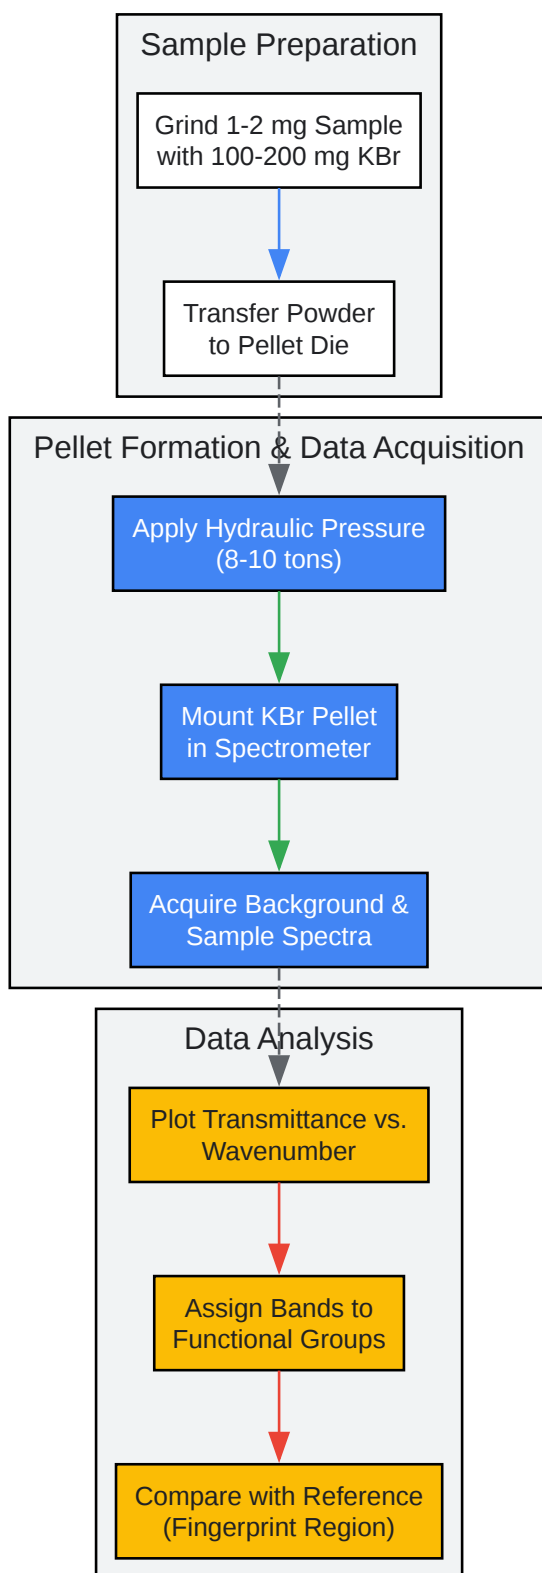 Sample Preparation
Grind 1-2 mg Sample
with 100-200 mg KBr
Transfer Powder
to Pellet Die
Pellet Formation & Data Acquisition
Apply Hydraulic Pressure
(8-10 tons)
Mount KBr Pellet
in Spectrometer
Acquire Background &
Sample Spectra
Data Analysis
Plot Transmittance vs.
Wavenumber
Assign Bands to
Functional Groups
Compare with Reference
(Fingerprint Region)